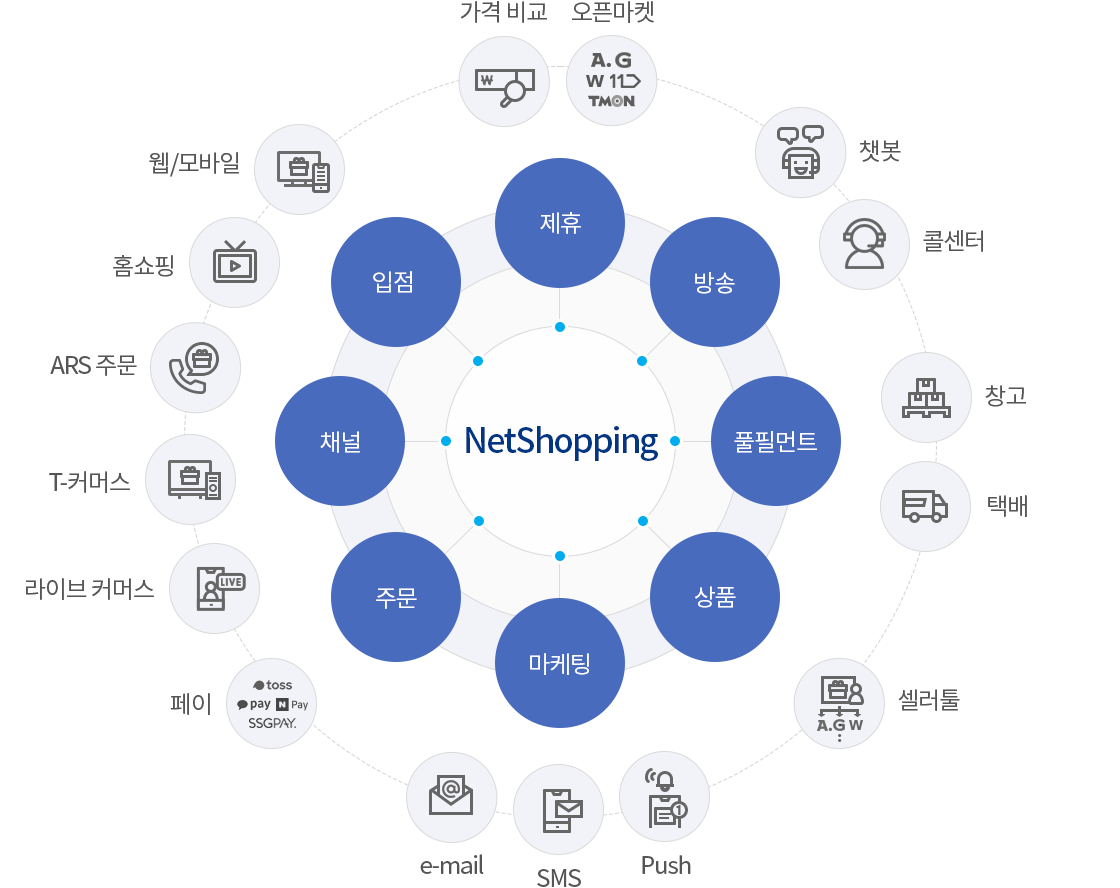 가격 비교
오픈마켓
A. G
W 11
TMON
₩
웹/모바일
챗봇
콜센터
홈쇼핑
제휴
입점
방송
ARS 주문
창고
채널
NetShopping
풀필먼트
T-커머스
택배
라이브 커머스
LIVE
주문
상품
마케팅
페이
toss
pay N Pay
SSGPAY.
셀러툴
A.G W
@
1
e-mail
SMS
Push